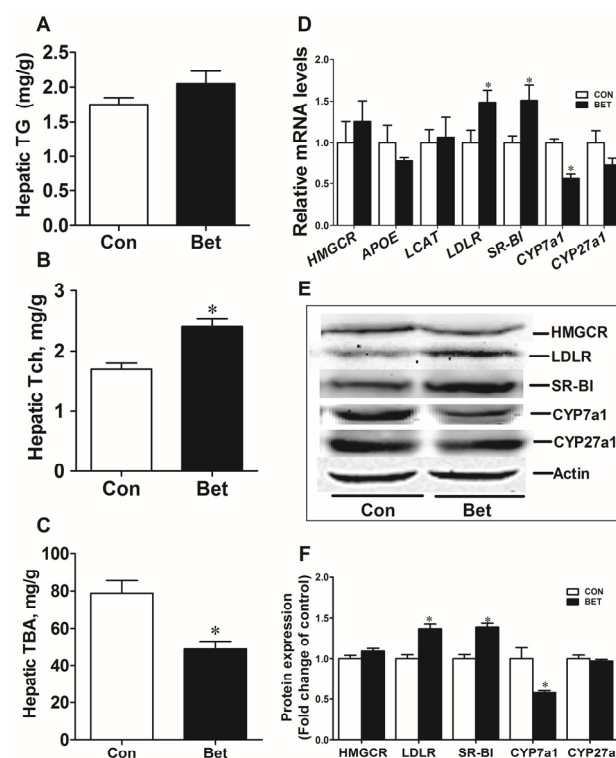 A
Hepatic TG (mg/g)
2.5
2.0
1.5
1.0
0.5
0.0
Con Bet
B
Hepatic Tch, mg/g
3
2
1
0
*
Con Bet
C
Hepatic TBA, mg/g
100
80
60
40
20
0
*
Con Bet
D
Relative mRNA levels
2.0
1.5
1.0
0.5
0.0
* * *
CON
BET
HMGCR APOE LCAT LDLR SR-BI CYP7a1 CYP27a1
E
HMGCR
LDLR
SR-BI
CYP7a1
CYP27a1
Actin
Con Bet
F
Protein expression
(Fold change of control)
2.0
1.5
1.0
0.5
0.0
* * *
CON
BET
HMGCR LDLR SR-BI CYP7a1 CYP27a